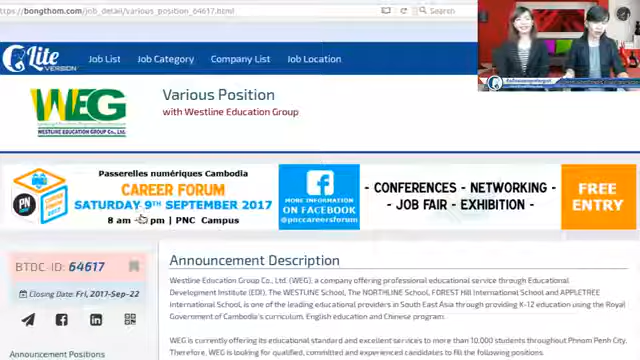 https://bongthom.com/job_detail/various_position_64617.html
Search
Lite
VERSION
Job List
Job Category
Company List
Job Location
WEG
WESTLINE EDUCATION GROUP Co., Ltd.
Various Position
with Westline Education Group
Passerelles numériques Cambodia
CAREER FORUM
SATURDAY 9TH SEPTEMBER 2017
8 am - pm | PNC Campus
PN
MORE INFORMATION
ON FACEBOOK
@pnccareersforum
- CONFERENCES - NETWORKING -
- JOB FAIR - EXHIBITION -
FREE
ENTRY
BTDC-ID: 64617
Closing Date: Fri, 2017-Sep-22
Announcement Positions
Announcement Description
Westline Education Group Co., Ltd. (WEG), a company offering professional educational service through Educational
Development Institute (EDI), The WESTLINE School, The NORTHLINE School, FOREST Hill International School and APPLETREE
International School, is one of the leading educational providers in South East Asia through providing K-12 education using the Royal
Government of Cambodia's curriculum, English education and Chinese program.
WEG is currently offering its educational standard and excellent services to more than 10,000 students throughout Phnom Penh City.
Therefore, WEG is looking for qualified, committed and experienced candidates to fill the following positions